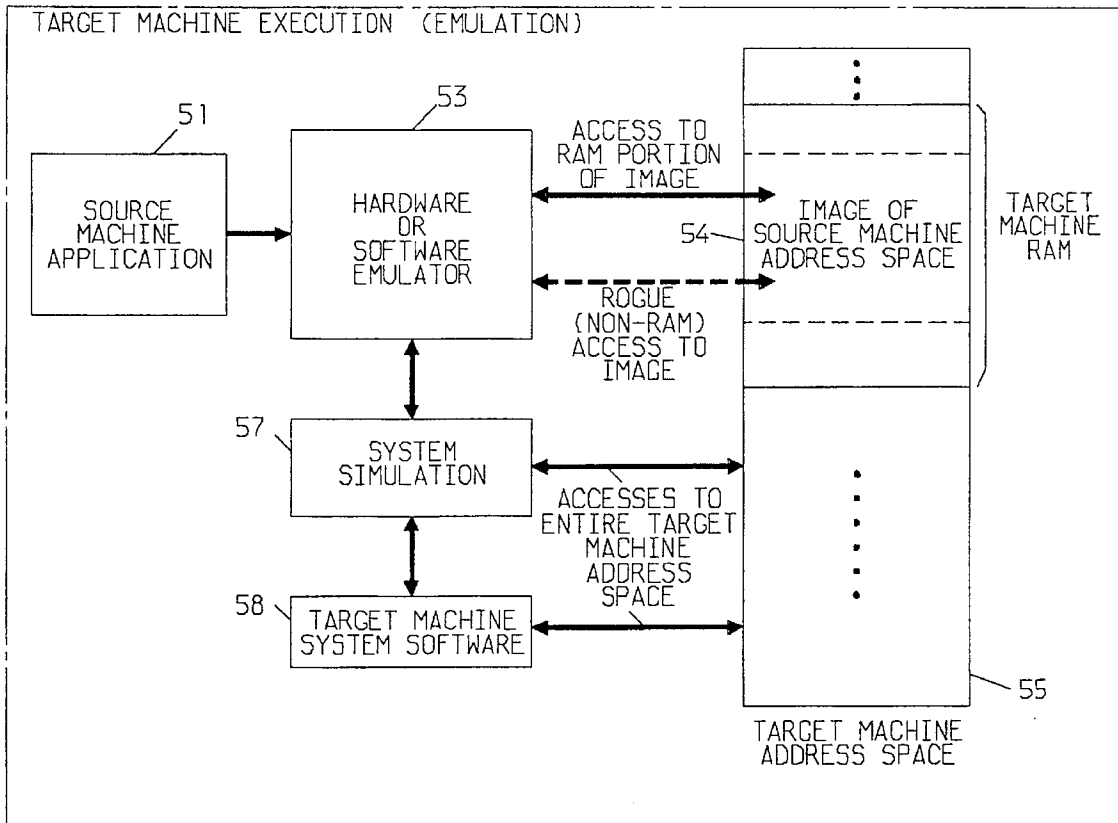 TARGET MACHINE EXECUTION (EMULATION)
51
SOURCE
MACHINE
APPLICATION
53
HARDWARE
OR
SOFTWARE
EMULATOR
ACCESS TO
RAM PORTION
OF IMAGE
54
IMAGE OF
SOURCE MACHINE
ADDRESS SPACE
TARGET
MACHINE
RAM
ROGUE
(NON-RAM)
ACCESS TO
IMAGE
57
SYSTEM
SIMULATION
ACCESSES TO
ENTIRE TARGET
MACHINE
ADDRESS
SPACE
58
TARGET MACHINE
SYSTEM SOFTWARE
55
TARGET MACHINE
ADDRESS SPACE